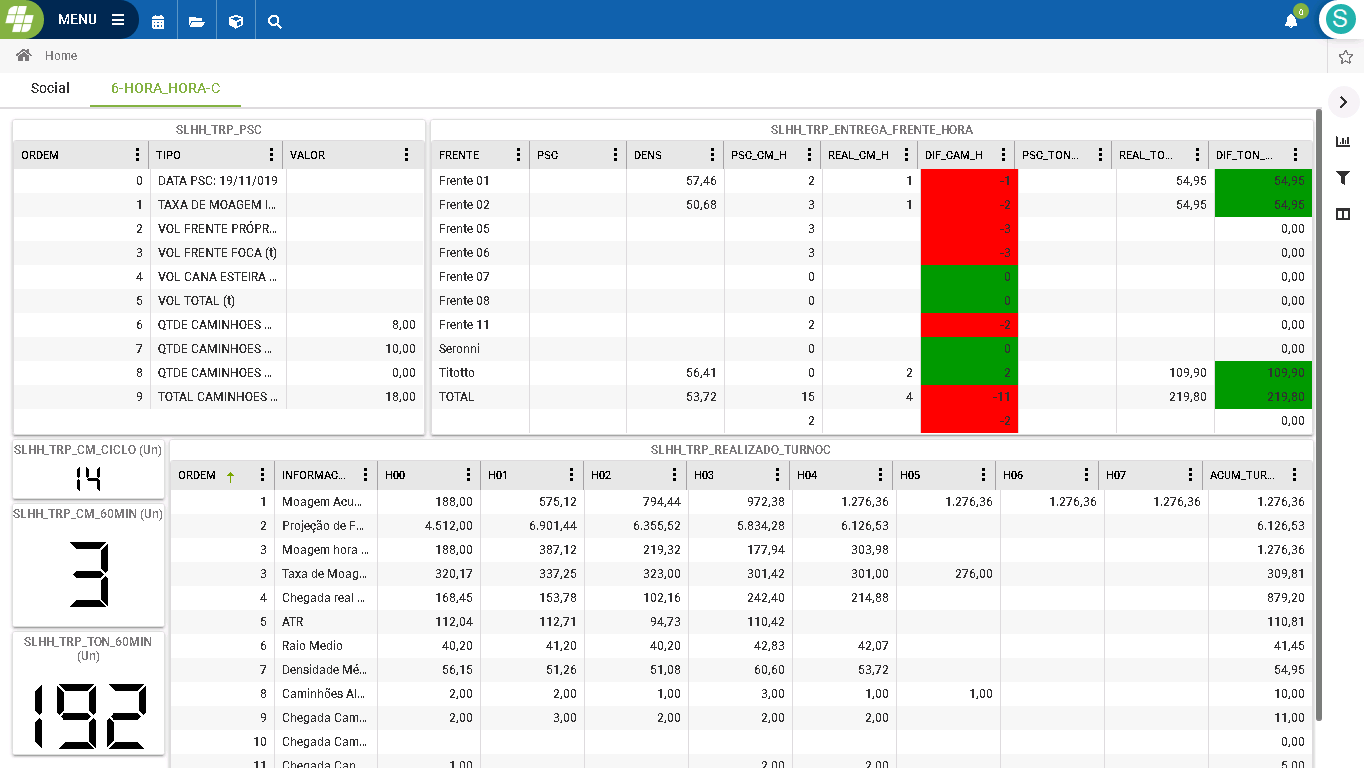 MENU
0
S
Home
Social 6-HORA_HORA-C
SLHH_TRP_PSC
ORDEM TIPO VALOR
0 DATA PSC: 19/11/019
1 TAXA DE MOAGEM I...
2 VOL FRENTE PRÓPR...
3 VOL FRENTE FOCA (t)
4 VOL CANA ESTEIRA ...
5 VOL TOTAL (t)
6 QTDE CAMINHOES ... 8,00
7 QTDE CAMINHOES ... 10,00
8 QTDE CAMINHOES ... 0,00
9 TOTAL CAMINHOES ... 18,00
SLHH_TRP_ENTREGA_FRENTE_HORA
FRENTE PSC DENS PSC_CM_H REAL_CM_H DIF_CAM_H PSC_TON... REAL_TO... DIF_TON_...
Frente 01 57,46 2 1 -1 54,95 54,95
Frente 02 50,68 3 1 -2 54,95 54,95
Frente 05 3 -3 0,00
Frente 06 3 -3 0,00
Frente 07 0 0 0,00
Frente 08 0 0 0,00
Frente 11 2 -2 0,00
Seronni 0 0 0,00
Titotto 56,41 0 2 2 109,90 109,90
TOTAL 53,72 15 4 -11 219,80 219,80
2 2 0,00
SLHH_TRP_CM_CICLO (Un)
14
SLHH_TRP_CM_60MIN (Un)
3
SLHH_TRP_TON_60MIN
(Un)
192
SLHH_TRP_REALIZADO_TURNOC
ORDEM INFORMAC... H00 H01 H02 H03 H04 H05 H06 H07 ACUM_TUR...
1 Moagem Acu... 188,00 575,12 794,44 972,38 1.276,36 1.276,36 1.276,36 1.276,36 1.276,36
2 Projeção de F... 4.512,00 6.901,44 6.355,52 5.834,28 6.126,53 6.126,53
3 Moagem hora ... 188,00 387,12 219,32 177,94 303,98 1.276,36
3 Taxa de Moag... 320,17 337,25 323,00 301,42 301,00 276,00 309,81
4 Chegada real ... 168,45 153,78 102,16 242,40 214,88 879,20
5 ATR 112,04 112,71 94,73 110,42 110,81
6 Raio Medio 40,20 41,20 40,20 42,83 42,07 41,45
7 Densidade Mé... 56,15 51,26 51,08 60,60 53,72 54,95
8 Caminhões Al... 2,00 2,00 1,00 3,00 1,00 1,00 10,00
9 Chegada Cam... 2,00 3,00 2,00 2,00 2,00 11,00
10 Chegada Cam... 0,00
11 Chegada Can... 1,00 2,00 2,00 5,00